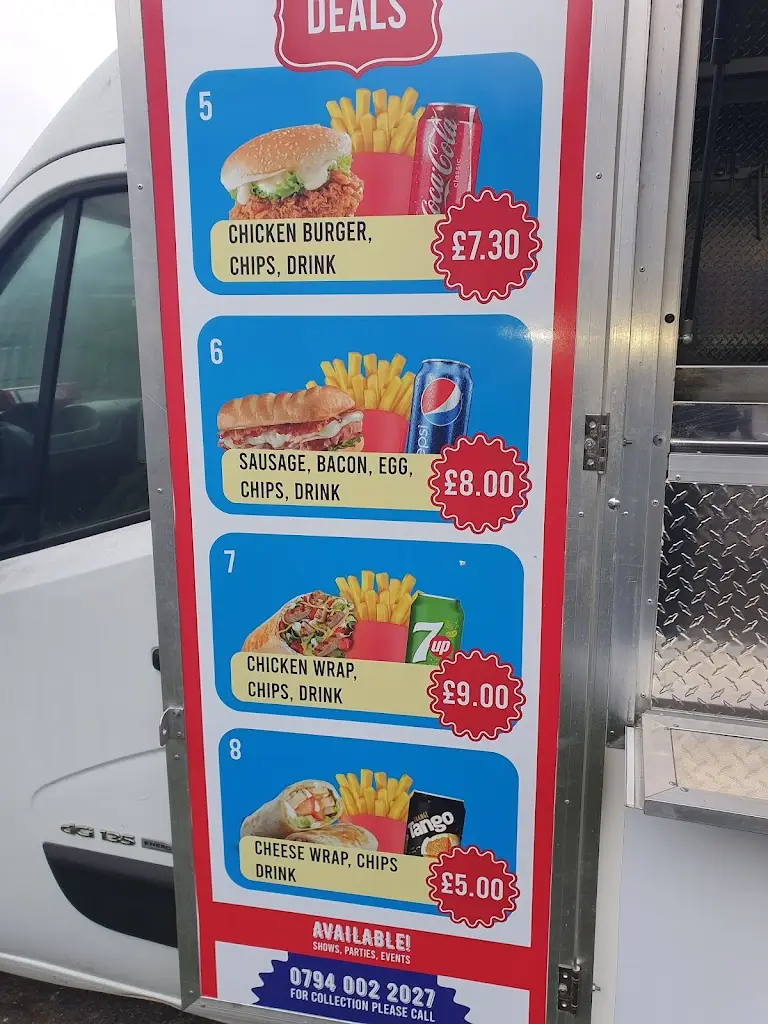 DEALS
5
Coca-Cola
classic
CHICKEN BURGER,
CHIPS, DRINK
£7.30
6
pepsi
SAUSAGE, BACON, EGG,
CHIPS, DRINK
£8.00
7
7up
CHICKEN WRAP,
CHIPS, DRINK
£9.00
8
Tango
CHEESE WRAP, CHIPS
DRINK
£5.00
dCi 135
AVAILABLE!
SHOWS, PARTIES, EVENTS
0794 002 2027
FOR COLLECTION PLEASE CALL